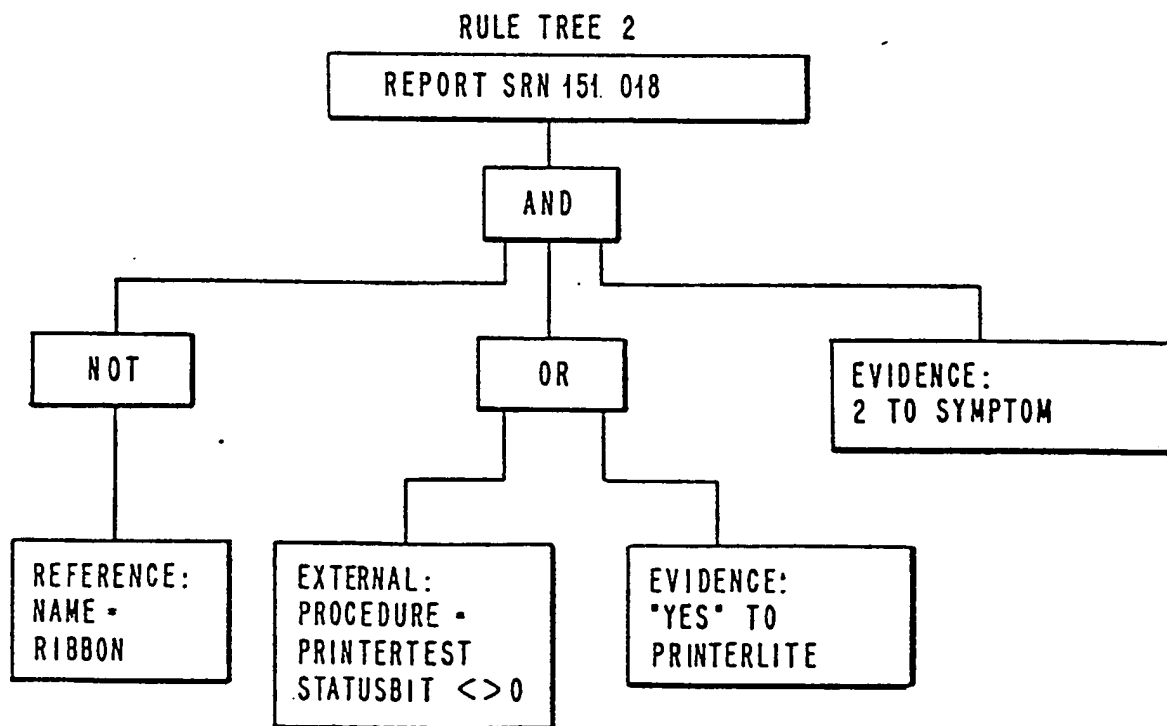 RULE TREE 2
REPORT SRN 151. 018
AND
NOT
OR
EVIDENCE:
2 TO SYMPTOM
REFERENCE:
NAME =
RIBBON
EXTERNAL:
PROCEDURE =
PRINTERTEST
STATUSBIT <>0
EVIDENCE:
"YES" TO
PRINTERLITE